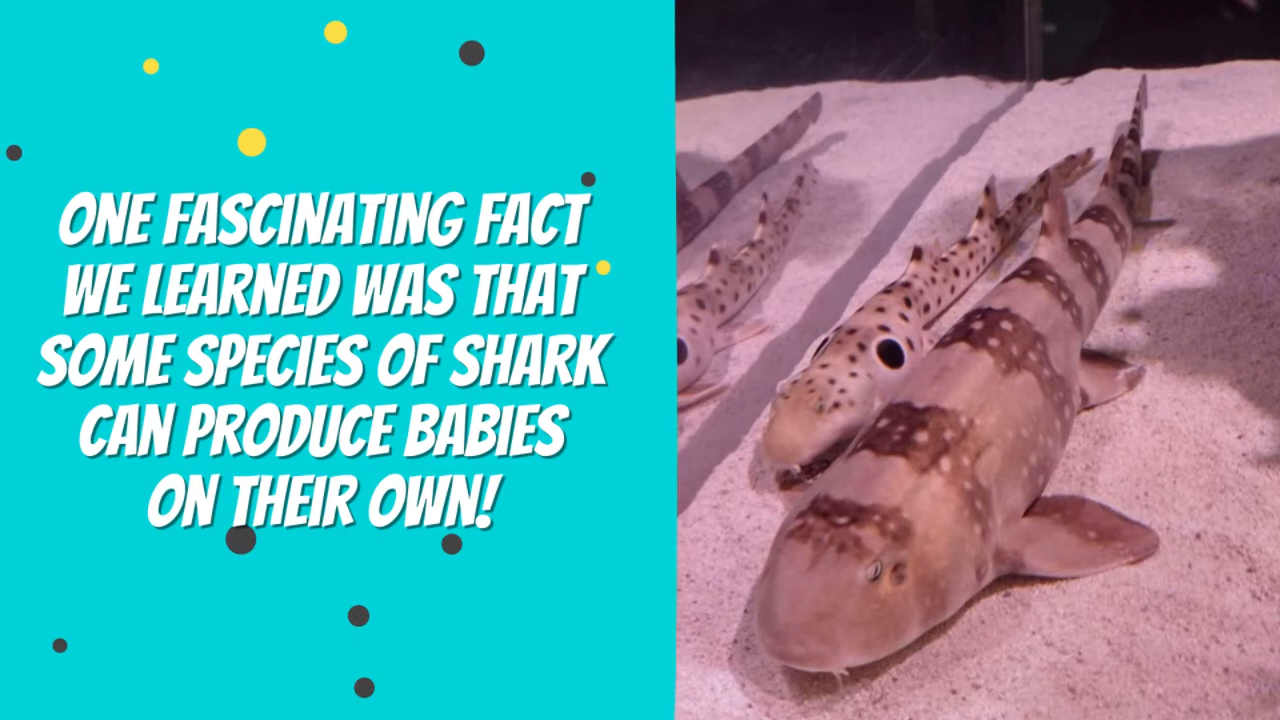 ONE FASCINATING FACT
WE LEARNED WAS THAT
SOME SPECIES OF SHARK
CAN PRODUCE BABIES
ON THEIR OWN!